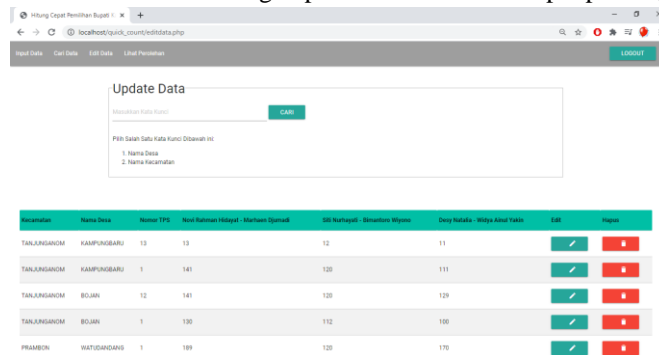 Hitung Cepat Pemilihan Bupati K
localhost/quick_count/editdata.php
Input Data Cari Data Edit Data Lihat Perolehan LOGOUT
Update Data
Masukan Kata Kunci CARI
Pilih Salah Satu Kata Kunci Dibawah ini:
1. Nama Desa
2. Nama Kecamatan
Kecamatan Nama Desa Nomor TPS Novi Rahman Hidayat - Marhaen Djumadi Siti Nurhayati - Bimantoro Wiyono Desy Natalia - Widya Ainol Yakin Edit Hapus
TANJUNGANOM KAMPUNGBARU 13 13 12 11
TANJUNGANOM KAMPUNGBARU 1 141 120 111
TANJUNGANOM BOJAN 12 141 120 129
TANJUNGANOM BOJAN 1 130 112 100
PRAMBON WATUDANDANG 1 189 120 170